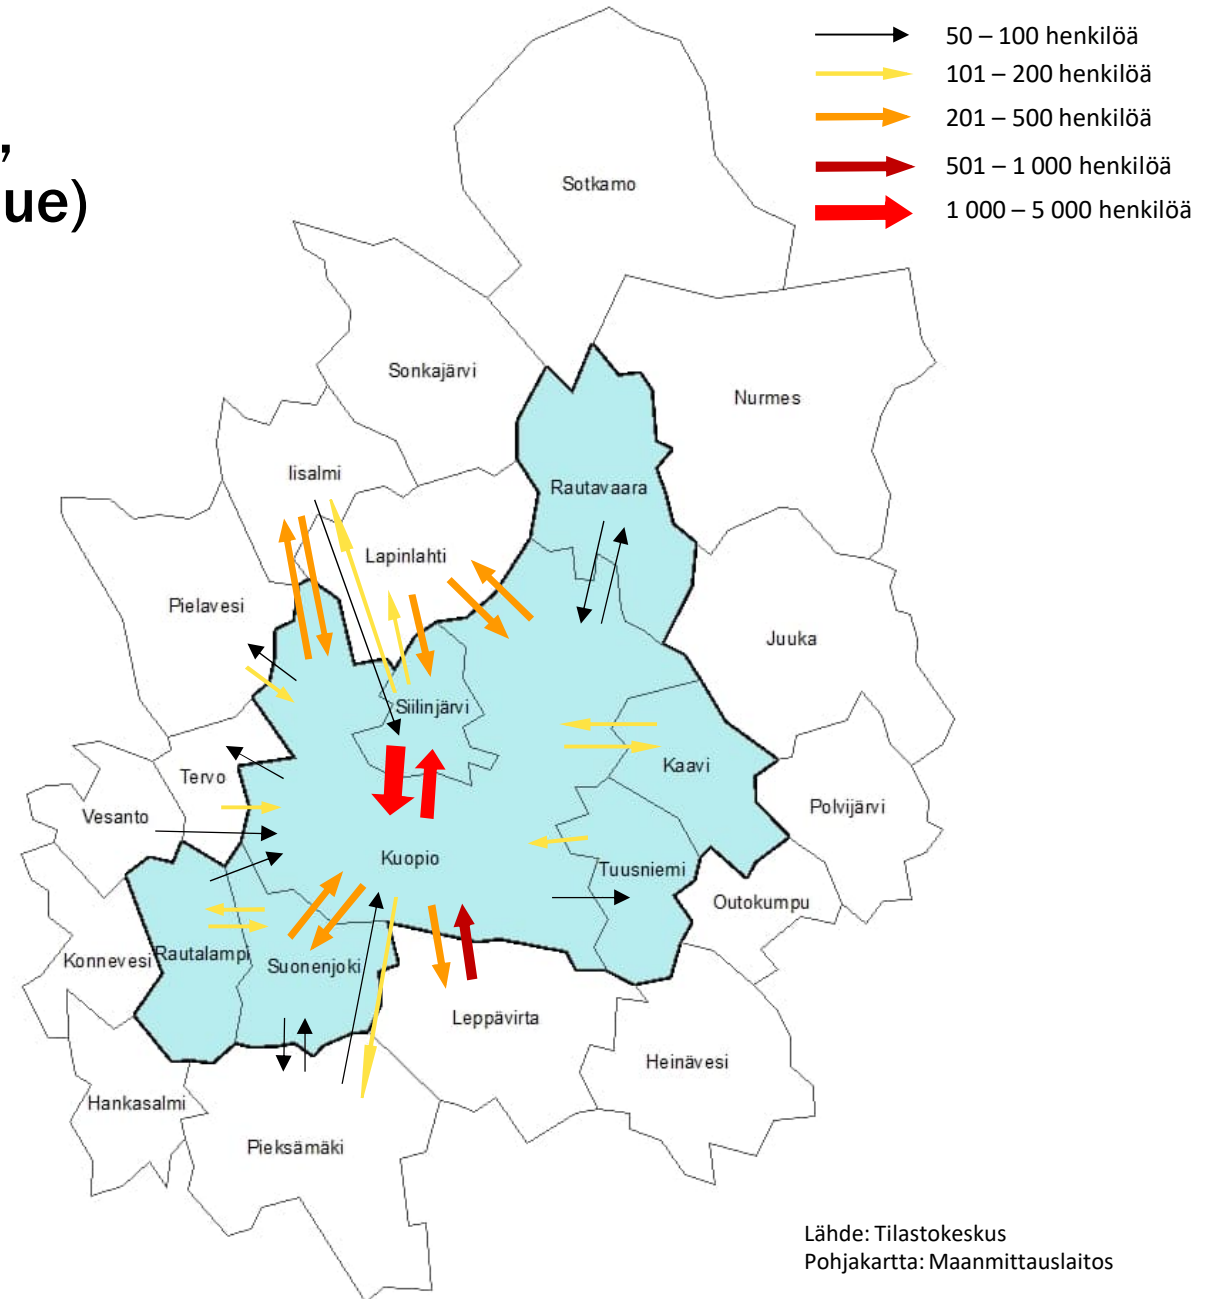 50 – 100 henkilöä
101 – 200 henkilöä
201 – 500 henkilöä
501 – 1 000 henkilöä
1 000 – 5 000 henkilöä
,
ue)
Sotkamo
Sonkajärvi
Nurmes
Iisalmi
Rautavaara
Lapinlahti
Pielavesi
Juuka
Siilinjärvi
Kaavi
Tervo
Polvijärvi
Vesanto
Kuopio
Tuusniemi
Outokumpu
Rautalampi
Konnevesi
Suonenjoki
Leppävirta
Heinävesi
Hankasalmi
Pieksämäki
Lähde: Tilastokeskus
Pohjakartta: Maanmittauslaitos